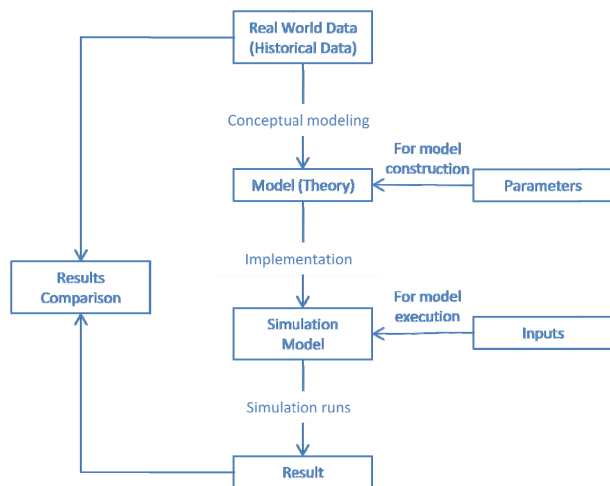 Real World Data
(Historical Data)
Conceptual modeling
For model
construction
Model (Theory)
Parameters
Implementation
Results
Comparison
For model
execution
Simulation
Model
Inputs
Simulation runs
Result